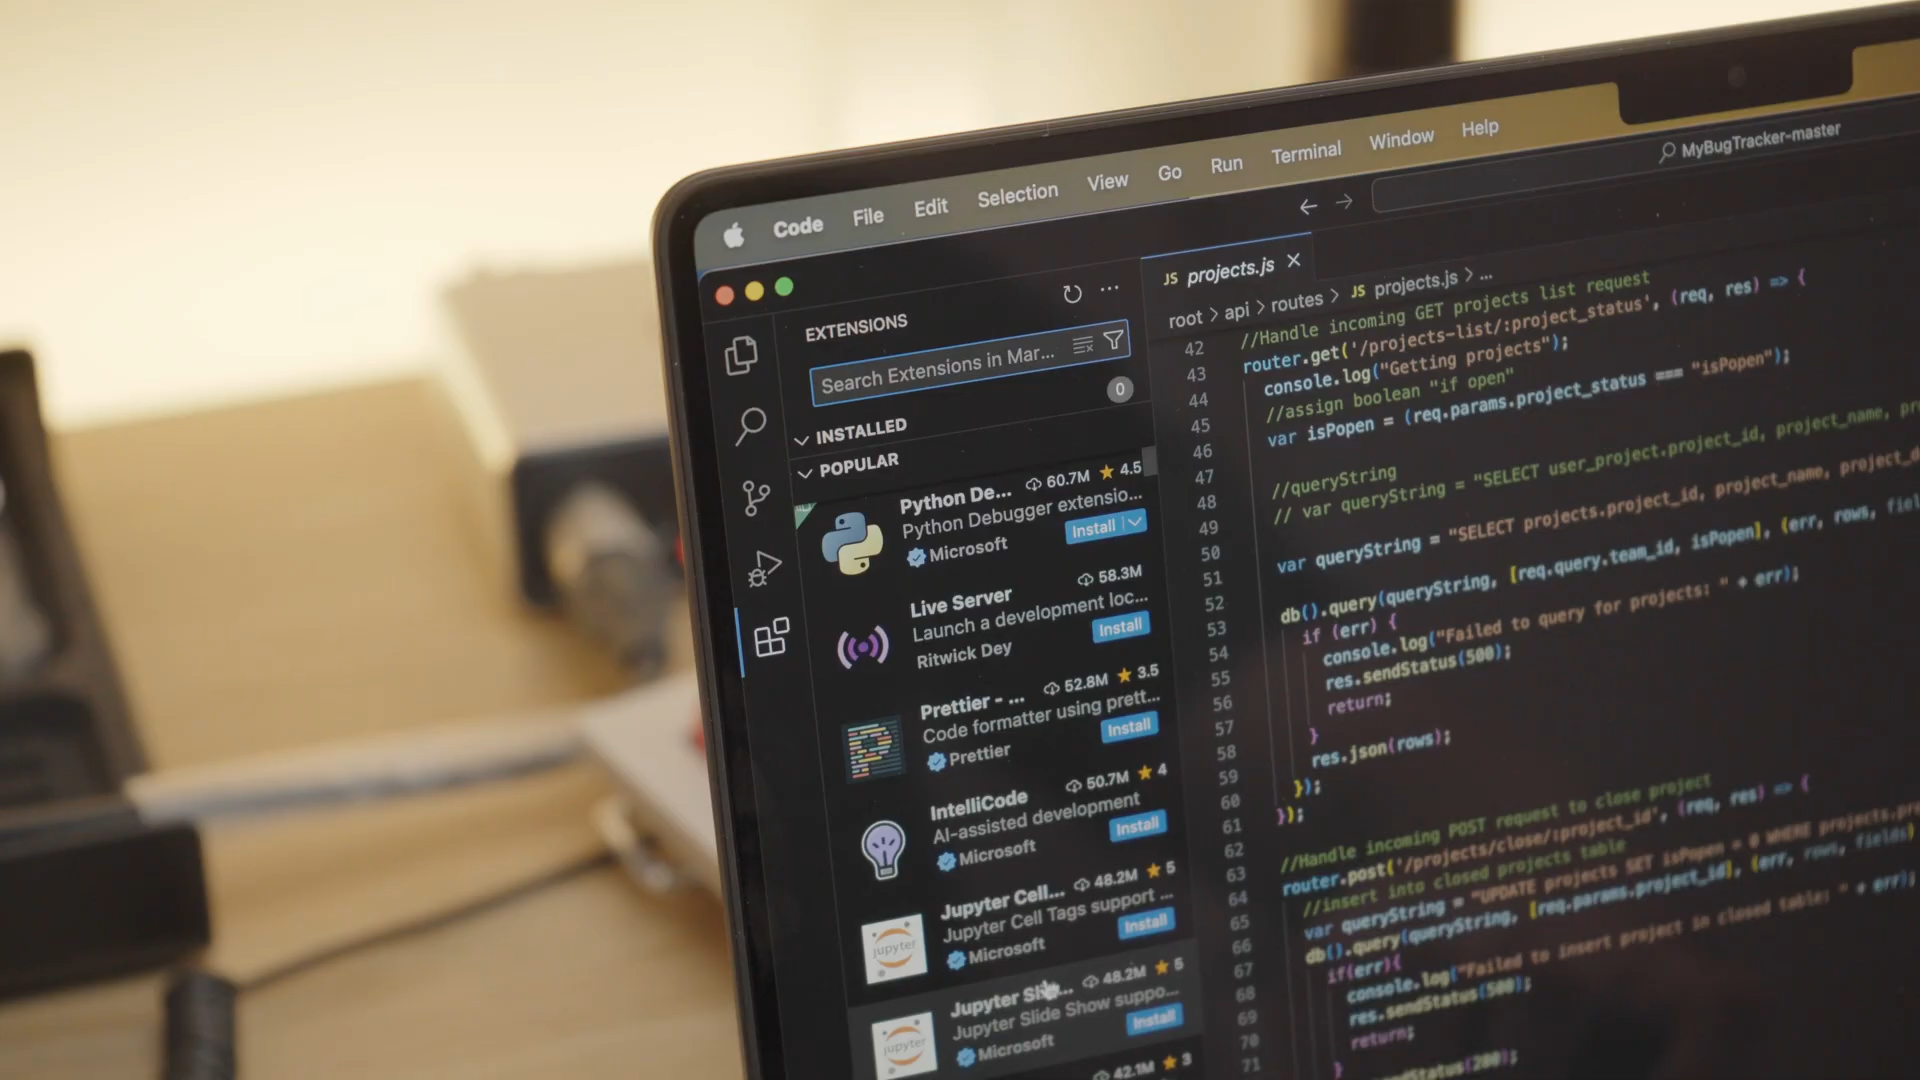 Code File Edit Selection View Go Run Terminal Window Help
MyBugTracker-master
EXTENSIONS
Search Extensions in Mar...
0
INSTALLED
POPULAR
Python De... 60.7M ★ 4.5
Python Debugger extensio...
Microsoft Install
Live Server 58.3M
Launch a development loc...
Ritwick Dey Install
Prettier - ... 52.8M ★ 3.5
Code formatter using prett...
Prettier Install
IntelliCode 50.7M ★ 4
AI-assisted development
Microsoft Install
Jupyter Cell... 48.2M ★ 5
Jupyter Cell Tags support ...
Microsoft Install
jupyter
Jupyter Sli... 48.2M ★ 5
Jupyter Slide Show suppo...
Microsoft Install
jupyter
42.1M ★ 3
JS projects.js ×
root > api > routes > JS projects.js > ...
42 //Handle incoming GET projects list request
43 router.get('/projects-list/:project_status', (req, res) => {
44 console.log("Getting projects");
45 //assign boolean "if open"
46 var isPopen = (req.params.project_status === "isPopen");
47
48 //queryString
49 // var queryString = "SELECT user_project.project_id, project_name,
50
51 var queryString = "SELECT projects.project_id, project_name,
52
53 db().query(queryString, [req.query.team_id, isPopen], (err, rows,
54 if (err) {
55 console.log("Failed to query for projects: " + err);
56 res.sendStatus(500);
57 return;
58 }
59 res.json(rows);
60 });
61 });
62
63 //Handle incoming POST request to close project
64 router.post('/projects/close/:project_id', (req, res) => {
65 //insert into closed projects table
66 var queryString = "UPDATE projects SET isPopen = 0 WHERE
67 db().query(queryString, [req.params.project_id], (err, rows, fields)
68 if(err){
69 console.log("Failed to insert project in closed table: " + err);
70 res.sendStatus(500);
71 return;
}